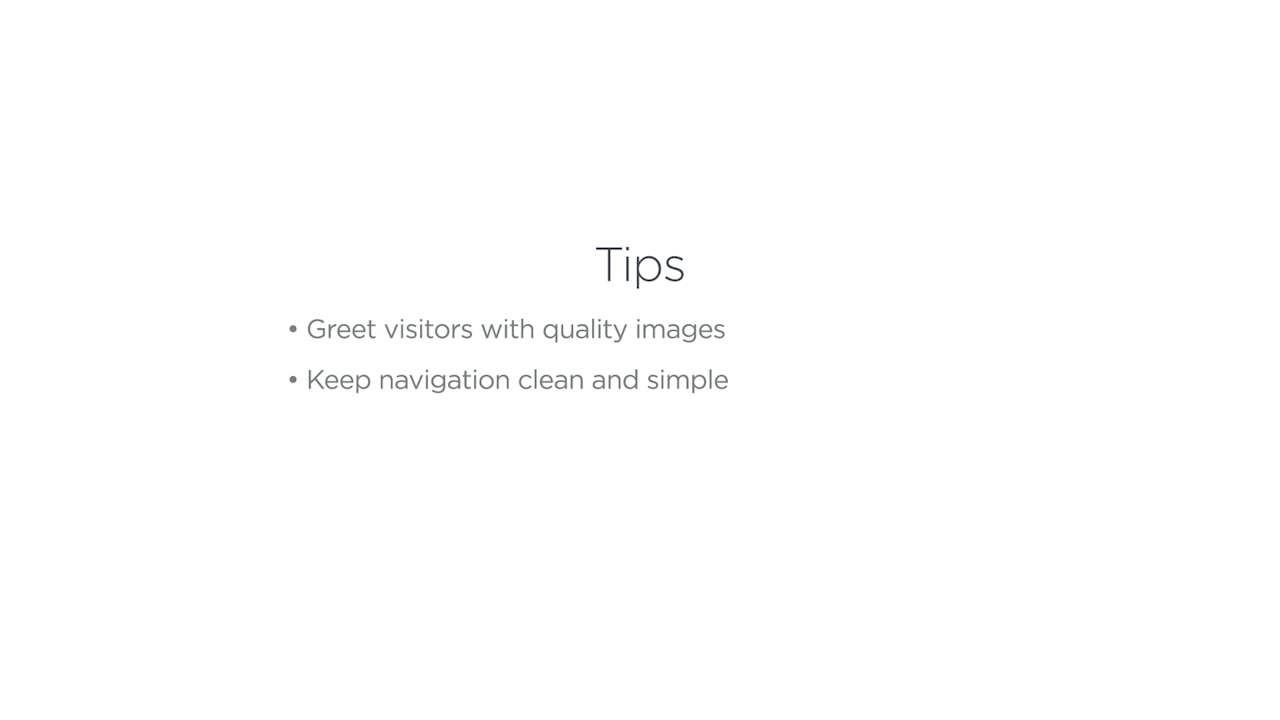 Tips
• Greet visitors with quality images
• Keep navigation clean and simple